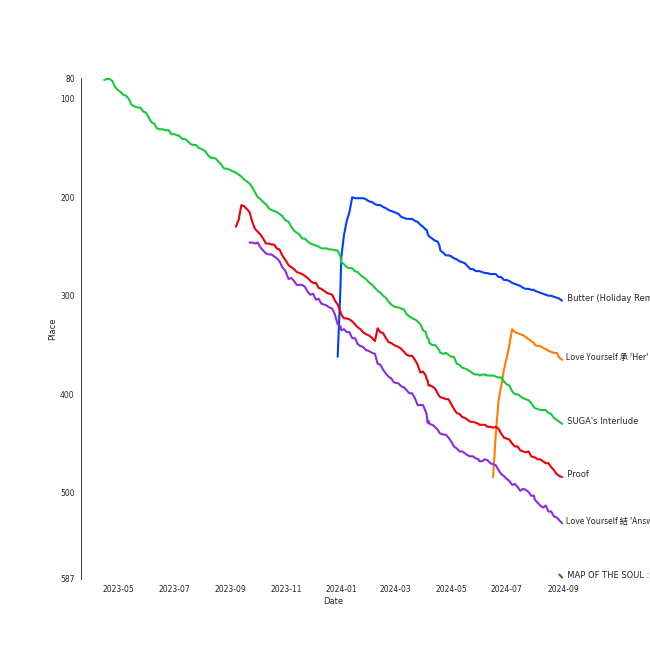 80
100
200
300
400
500
587
Place
2023-05
2023-07
2023-09
2023-11
2024-01
2024-03
2024-05
2024-07
2024-09
Date
Butter (Holiday Rem
Love Yourself 承 'Her'
SUGA's Interlude
Proof
Love Yourself 結 'Answ
MAP OF THE SOUL :